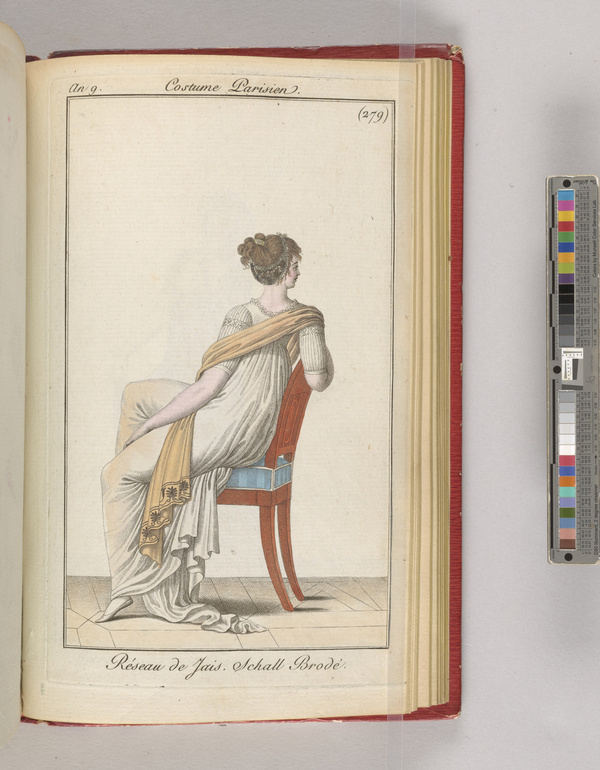 An 9. Costume Parisien.
(279)
Réseau de Jais. Schall Brodé.